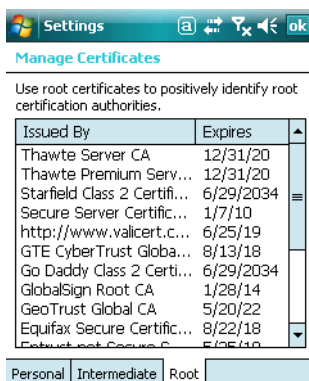 Settings
a
ok
Manage Certificates
Use root certificates to positively identify root
certification authorities.
Issued By Expires
Thawte Server CA 12/31/20
Thawte Premium Serv... 12/31/20
Starfield Class 2 Certifi... 6/29/2034
Secure Server Certific... 1/7/10
http://www.valicert.c... 6/25/19
GTE CyberTrust Globa... 8/13/18
Go Daddy Class 2 Certi... 6/29/2034
GlobalSign Root CA 1/28/14
GeoTrust Global CA 5/20/22
Equifax Secure Certific... 8/22/18
Personal Intermediate Root